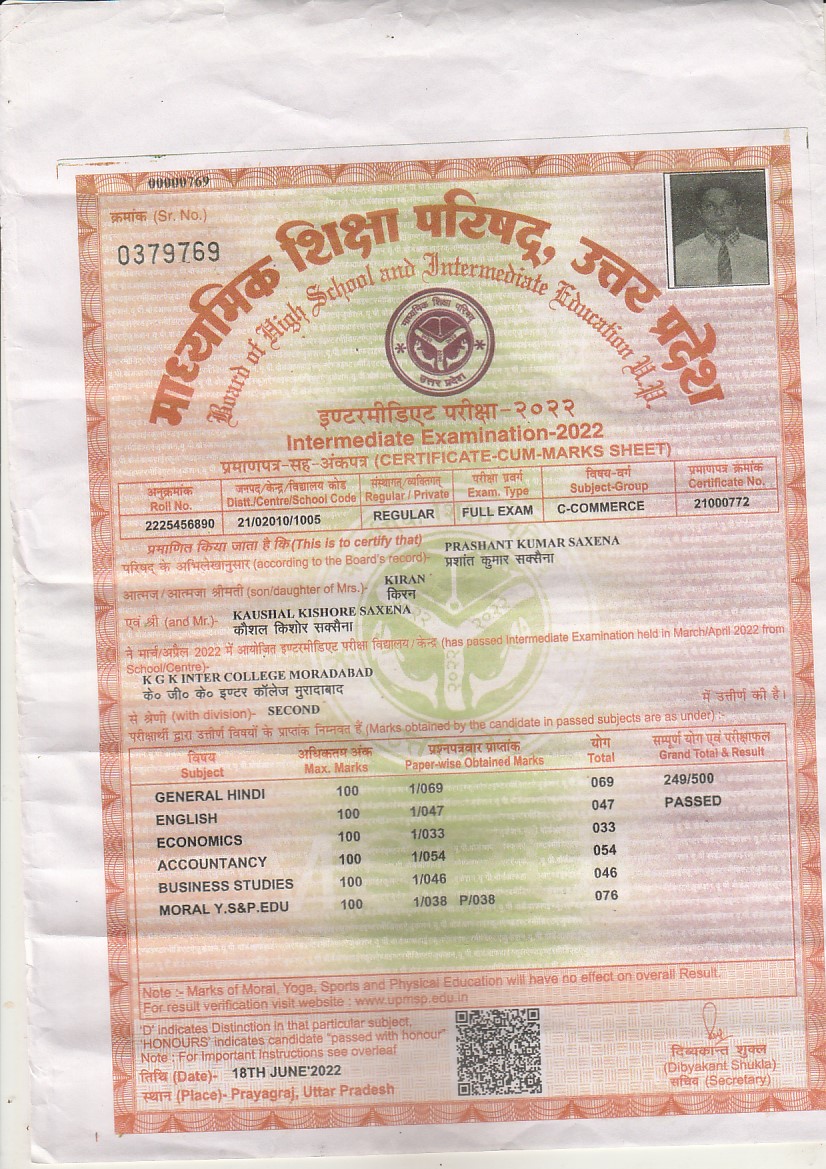 00000769
क्रमांक (Sr. No.)
0379769
माध्यमिक शिक्षा परिषद्, उत्तर प्रदेश
Board of High School and Intermediate Education U.P.
माध्यमिक शिक्षा परिषद्
उत्तर प्रदेश
इण्टरमीडिएट परीक्षा-२०२२
Intermediate Examination-2022
प्रमाणपत्र-सह-अंकपत्र (CERTIFICATE-CUM-MARKS SHEET)
अनुक्रमांक जनपद/केन्द्र/विद्यालय कोड संस्थागत/व्यक्तिगत परीक्षा प्रवर्ग विषय-वर्ग प्रमाणपत्र क्रमांक
Roll No. Distt./Centre/School Code Regular / Private Exam. Type Subject-Group Certificate No.
2225456890 21/02010/1005 REGULAR FULL EXAM C-COMMERCE 21000772
प्रमाणित किया जाता है कि (This is to certify that) PRASHANT KUMAR SAXENA
परिषद के अभिलेखानुसार (according to the Board's record)- प्रशांत कुमार सक्सैना
आत्मज/आत्मजा श्रीमती (son/daughter of Mrs.)- KIRAN
किरन
एवं श्री (and Mr.)- KAUSHAL KISHORE SAXENA
कौशल किशोर सक्सैना
ने मार्च/अप्रैल 2022 में आयोजित इण्टरमीडिएट परीक्षा विद्यालय/केन्द्र (has passed Intermediate Examination held in March/April 2022 from
School/Centre)-
K G K INTER COLLEGE MORADABAD
के० जी० के० इण्टर कॉलेज मुरादाबाद
से श्रेणी (with division)- SECOND में उत्तीर्ण की है।
परीक्षार्थी द्वारा उत्तीर्ण विषयों के प्राप्तांक निम्नवत हैं (Marks obtained by the candidate in passed subjects are as under) :-
विषय अधिकतम अंक प्रश्नपत्रवार प्राप्तांक योग सम्पूर्ण योग एवं परीक्षाफल
Subject Max. Marks Paper-wise Obtained Marks Total Grand Total & Result
GENERAL HINDI 100 1/069 069 249/500
ENGLISH 100 1/047 047 PASSED
ECONOMICS 100 1/033 033
ACCOUNTANCY 100 1/054 054
BUSINESS STUDIES 100 1/046 046
MORAL Y.S&P.EDU 100 1/038 P/038 076
Note :- Marks of Moral, Yoga, Sports and Physical Education will have no effect on overall Result.
For result verification visit website : www.upmsp.edu.in
'D' indicates Distinction in that particular subject,
'HONOURS' indicates candidate "passed with honour"
Note : For Important Instructions see overleaf
तिथि (Date)- 18TH JUNE'2022
स्थान (Place)- Prayagraj, Uttar Pradesh
दिब्यकान्त शुक्ल
(Dibyakant Shukla)
सचिव (Secretary)